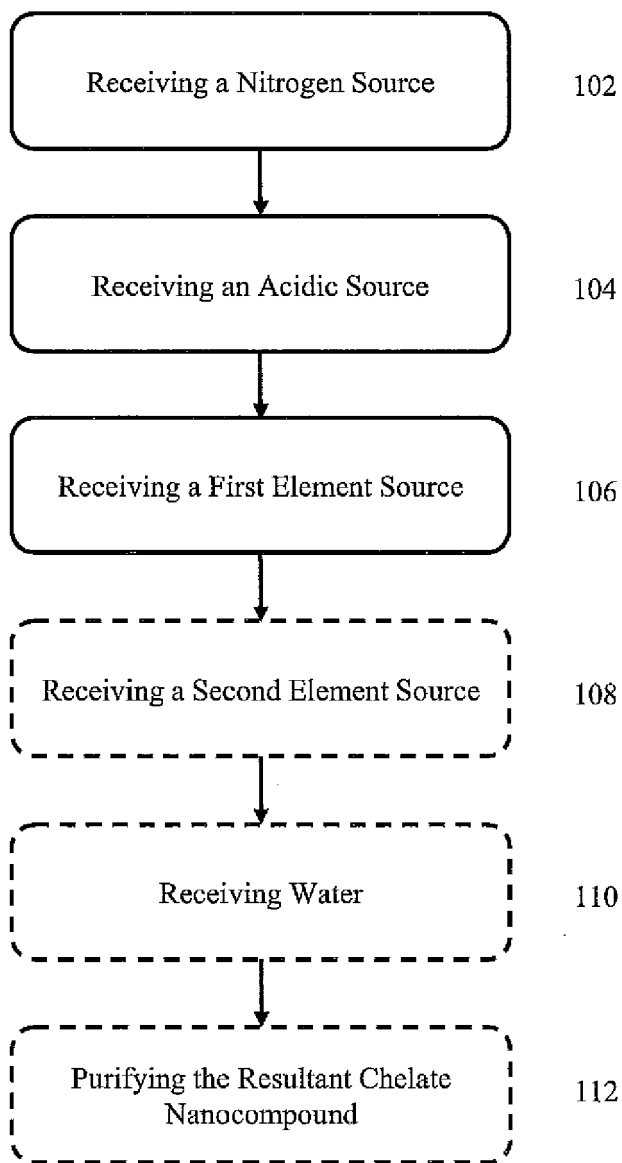 Receiving a Nitrogen Source 102
Receiving an Acidic Source 104
Receiving a First Element Source 106
Receiving a Second Element Source 108
Receiving Water 110
Purifying the Resultant Chelate
Nanocompound 112